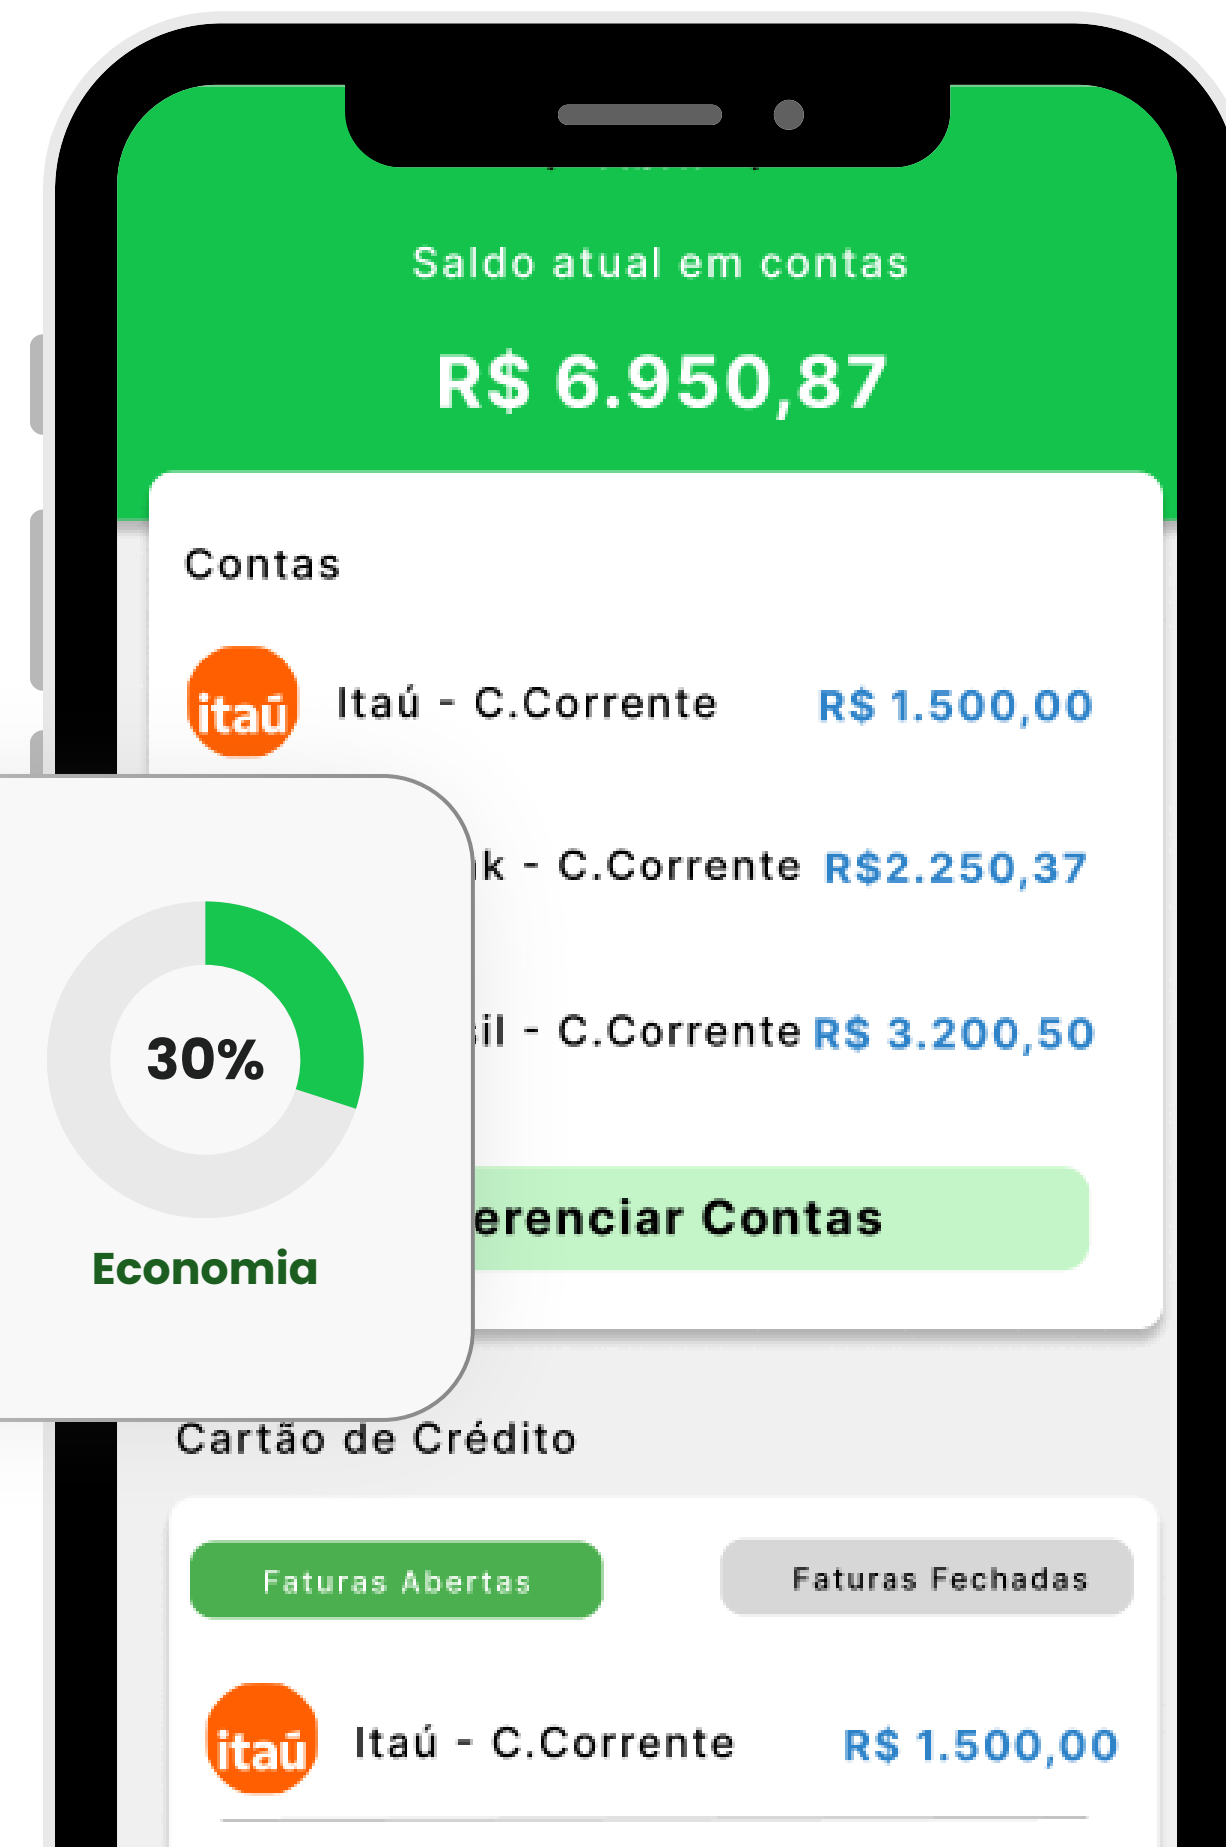 Saldo atual em contas
R$ 6.950,87
Contas
itaú Itaú - C.Corrente R$ 1.500,00
k - C.Corrente R$2.250,37
sil - C.Corrente R$ 3.200,50
30%
Economia
erenciar Contas
Cartão de Crédito
Faturas Abertas Faturas Fechadas
itaú Itaú - C.Corrente R$ 1.500,00